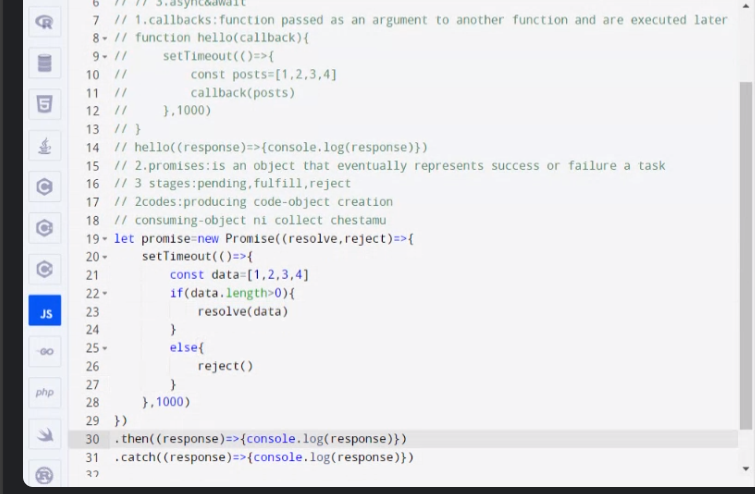 6 // // 3.async&await
7 // 1.callbacks:function passed as an argument to another function and are executed later
8 // function hello(callback){
9 //     setTimeout(()=>{
10 //         const posts=[1,2,3,4]
11 //         callback(posts)
12 //     },1000)
13 // }
14 // hello((response)=>{console.log(response)})
15 // 2.promises:is an object that eventually represents success or failure a task
16 // 3 stages:pending,fulfill,reject
17 // 2codes:producing code-object creation
18 // consuming-object ni collect chestamu
19 let promise=new Promise((resolve,reject)=>{
20     setTimeout(()=>{
21         const data=[1,2,3,4]
22         if(data.length>0){
23             resolve(data)
24         }
25         else{
26             reject()
27         }
28     },1000)
29 })
30 .then((response)=>{console.log(response)})
31 .catch((response)=>{console.log(response)})
32
JS
GO
php